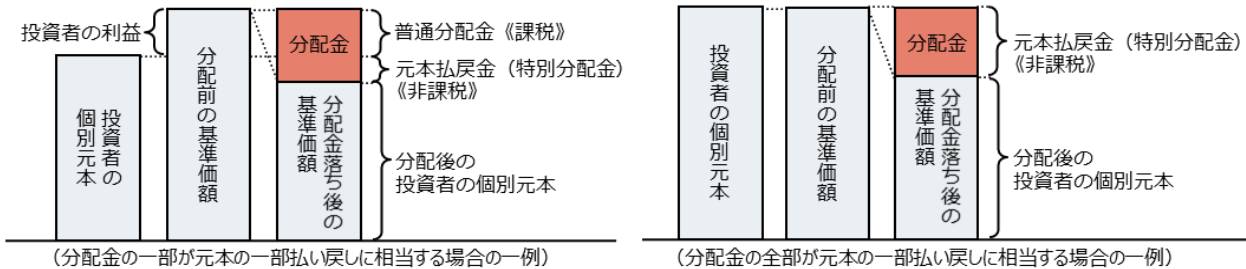 投資者の利益
投資者の
個別元本
分配前の基準価額
分配金
分配金落ち後の
基準価額
普通分配金《課税》
元本払戻金（特別分配金）
《非課税》
分配後の
投資者の個別元本
（分配金の一部が元本の一部払い戻しに相当する場合の一例）
投資者の個別元本
分配前の基準価額
分配金
分配金落ち後の
基準価額
元本払戻金（特別分配金）
《非課税》
分配後の
投資者の個別元本
（分配金の全部が元本の一部払い戻しに相当する場合の一例）